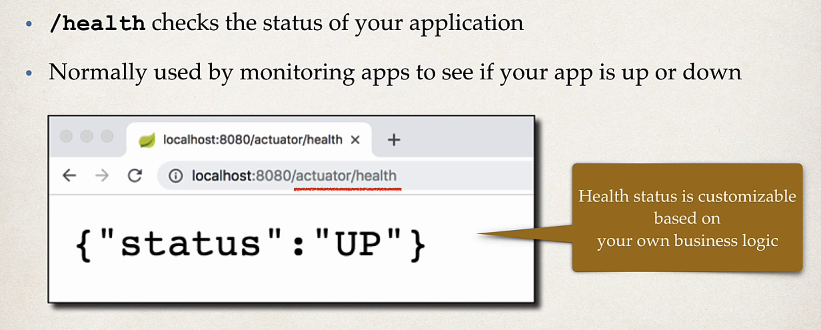 /health checks the status of your application
Normally used by monitoring apps to see if your app is up or down
localhost:8080/actuator/health
localhost:8080/actuator/health
{"status":"UP"}
Health status is customizable
based on
your own business logic